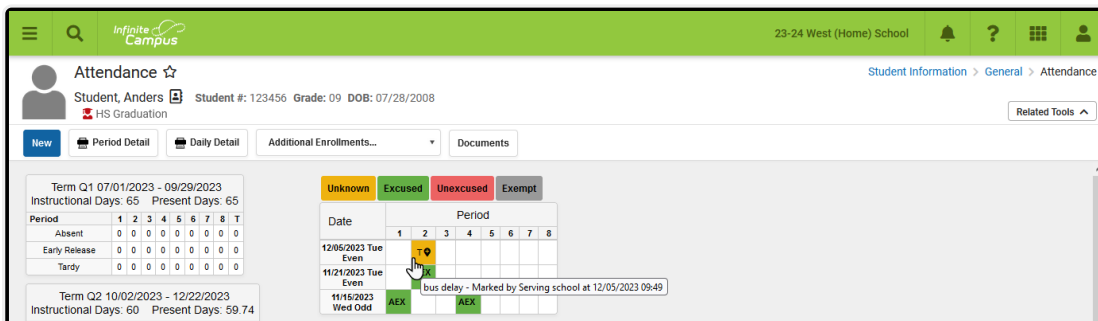 Infinite Campus
23-24 West (Home) School
?
Attendance
Student Information > General > Attendance
Student, Anders Student #: 123456 Grade: 09 DOB: 07/28/2008
HS Graduation
Related Tools
New Period Detail Daily Detail Additional Enrollments... Documents
Term Q1 07/01/2023 - 09/29/2023
Instructional Days: 65 Present Days: 65
Period 1 2 3 4 5 6 7 8 T
Absent 0 0 0 0 0 0 0 0 0
Early Release 0 0 0 0 0 0 0 0 0
Tardy 0 0 0 0 0 0 0 0 0
Term Q2 10/02/2023 - 12/22/2023
Instructional Days: 60 Present Days: 59.74
Unknown Excused Unexcused Exempt
Date Period
1 2 3 4 5 6 7 8
12/05/2023 Tue
Even T
11/21/2023 Tue
Even
bus delay - Marked by Serving school at 12/05/2023 09:49
11/15/2023
Wed Odd AEX AEX